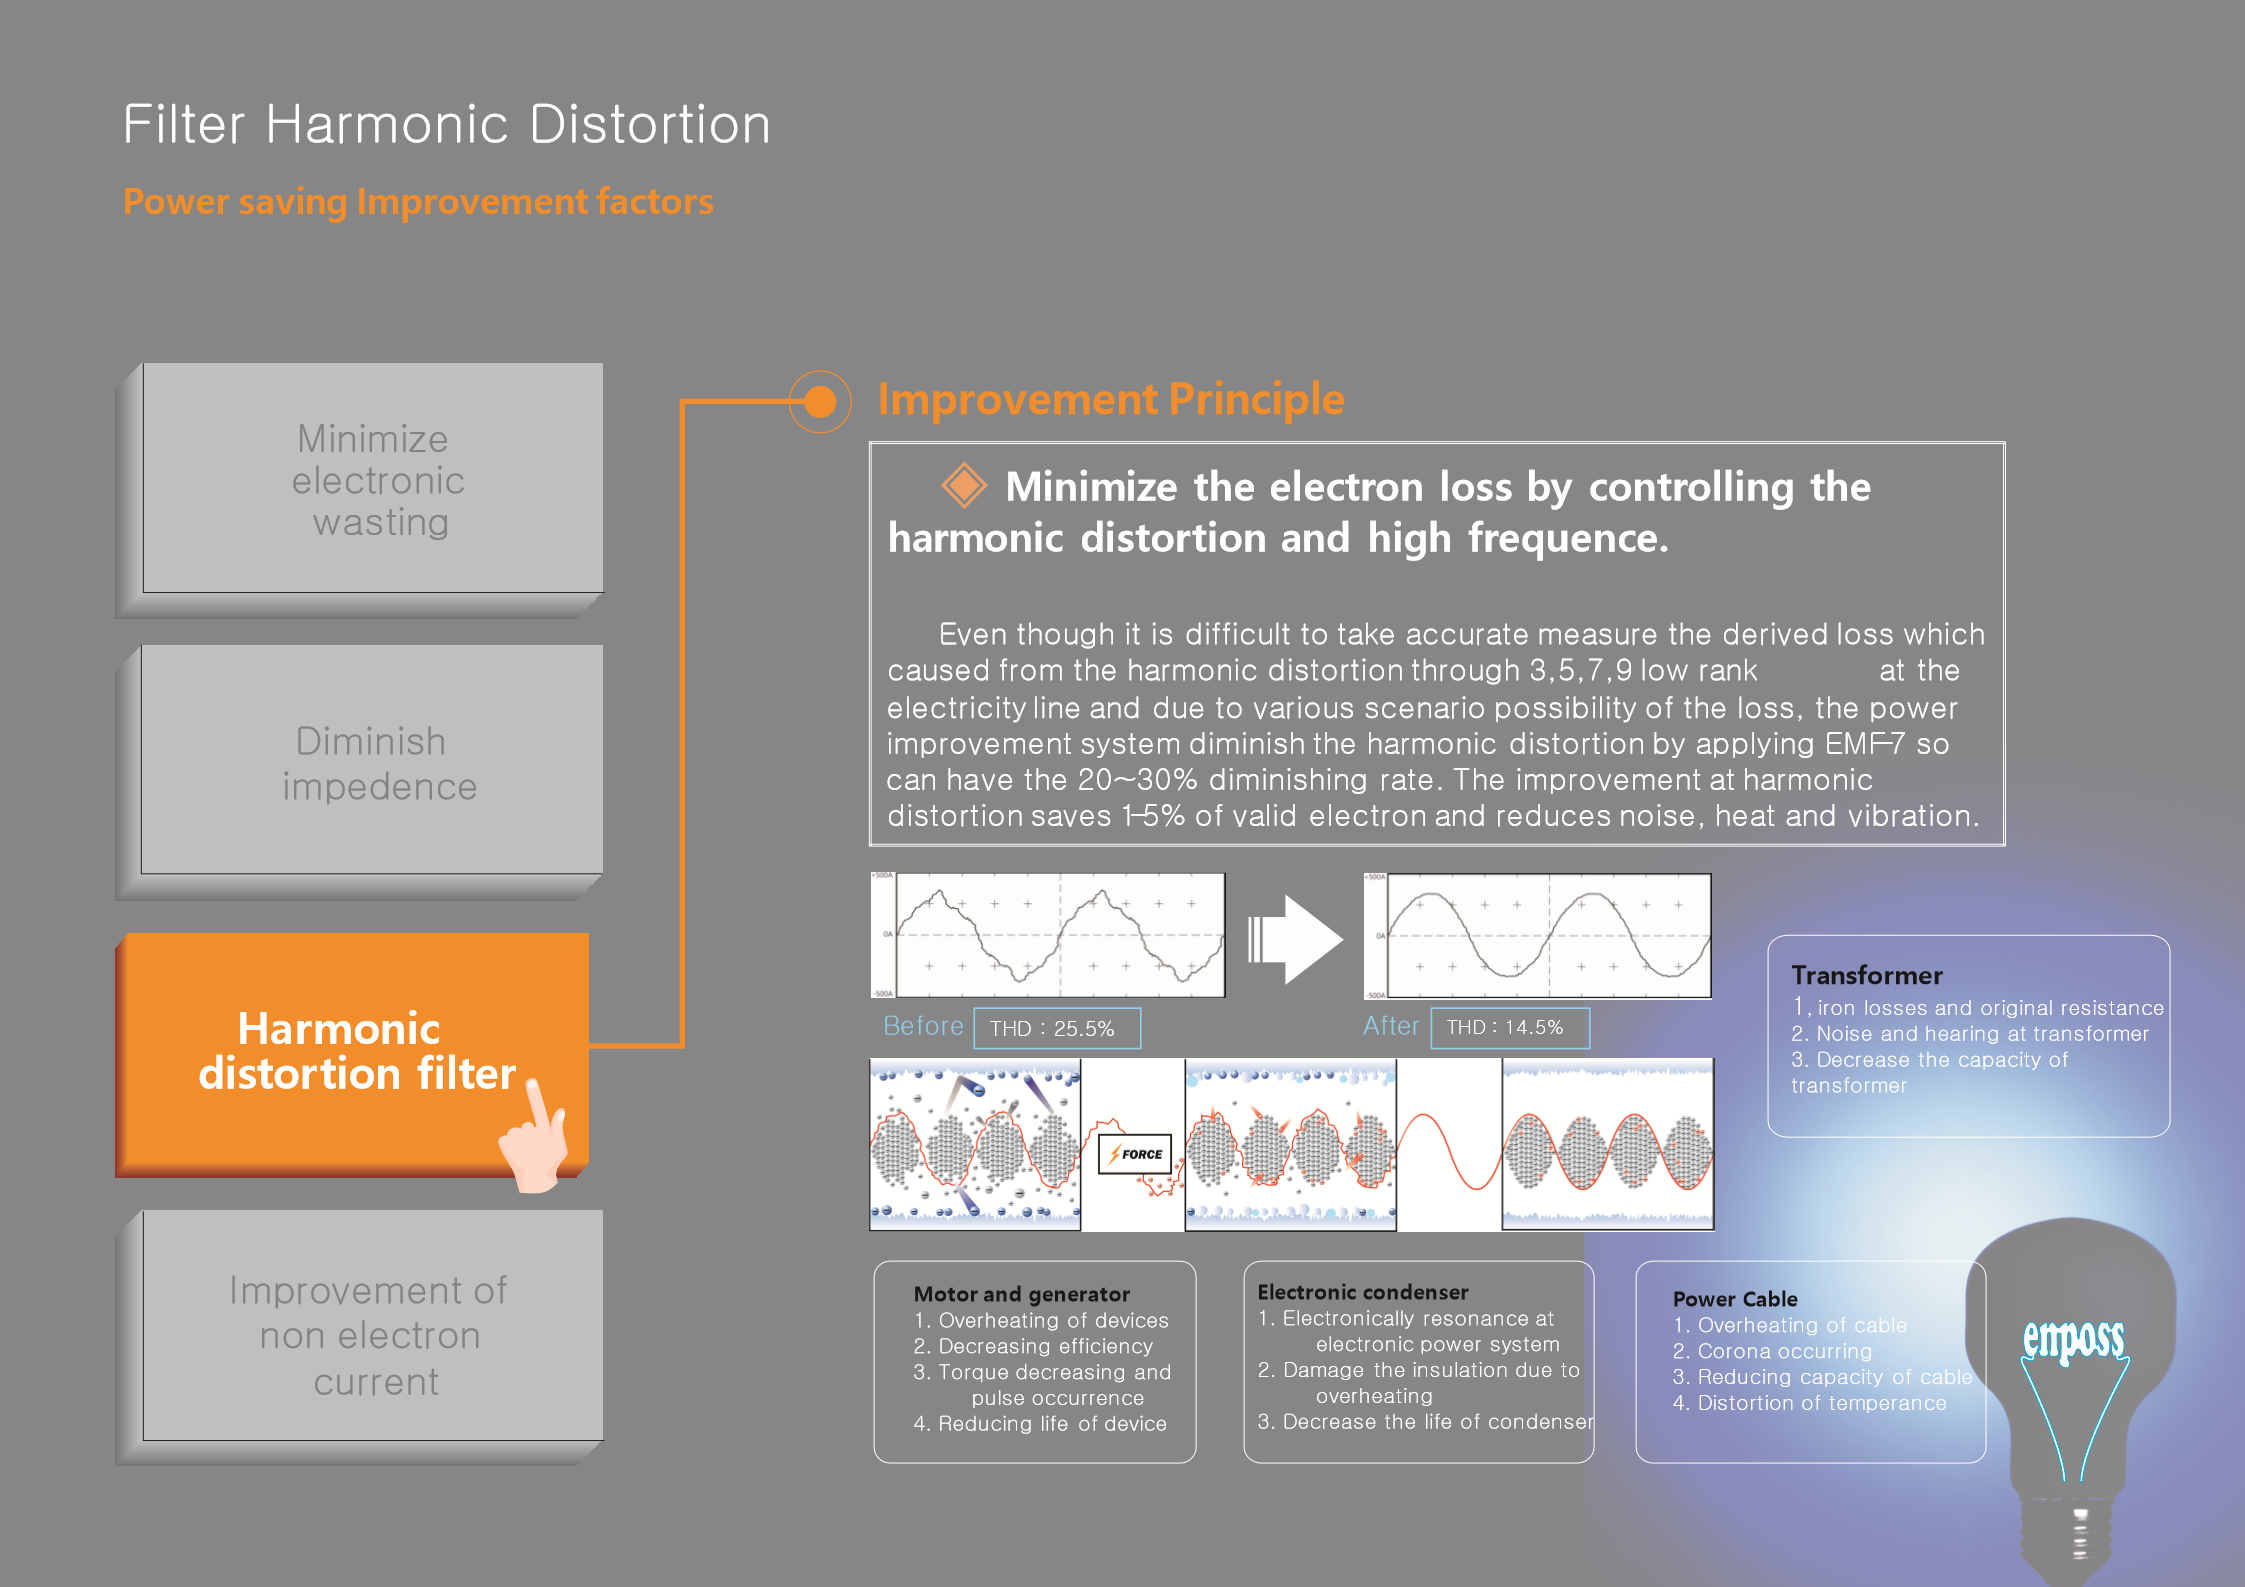 Filter Harmonic Distortion
Power saving Improvement factors
Minimize
electronic
wasting
Diminish
impedence
Harmonic
distortion filter
Improvement of
non electron
current
Improvement Principle
Minimize the electron loss by controlling the
harmonic distortion and high frequence.
Even though it is difficult to take accurate measure the derived loss which
caused from the harmonic distortion through 3,5,7,9 low rank at the
electricity line and due to various scenario possibility of the loss, the power
improvement system diminish the harmonic distortion by applying EMF-7 so
can have the 20~30% diminishing rate. The improvement at harmonic
distortion saves 1-5% of valid electron and reduces noise, heat and vibration.
+500A
0A
-500A
+500A
0A
-500A
Before THD : 25.5%
After THD : 14.5%
FORCE
Transformer
1, iron losses and original resistance
2. Noise and hearing at transformer
3. Decrease the capacity of
transformer
Motor and generator
1. Overheating of devices
2. Decreasing efficiency
3. Torque decreasing and
pulse occurrence
4. Reducing life of device
Electronic condenser
1. Electronically resonance at
electronic power system
2. Damage the insulation due to
overheating
3. Decrease the life of condenser
Power Cable
1. Overheating of cable
2. Corona occurring
3. Reducing capacity of cable
4. Distortion of temperance
enposs